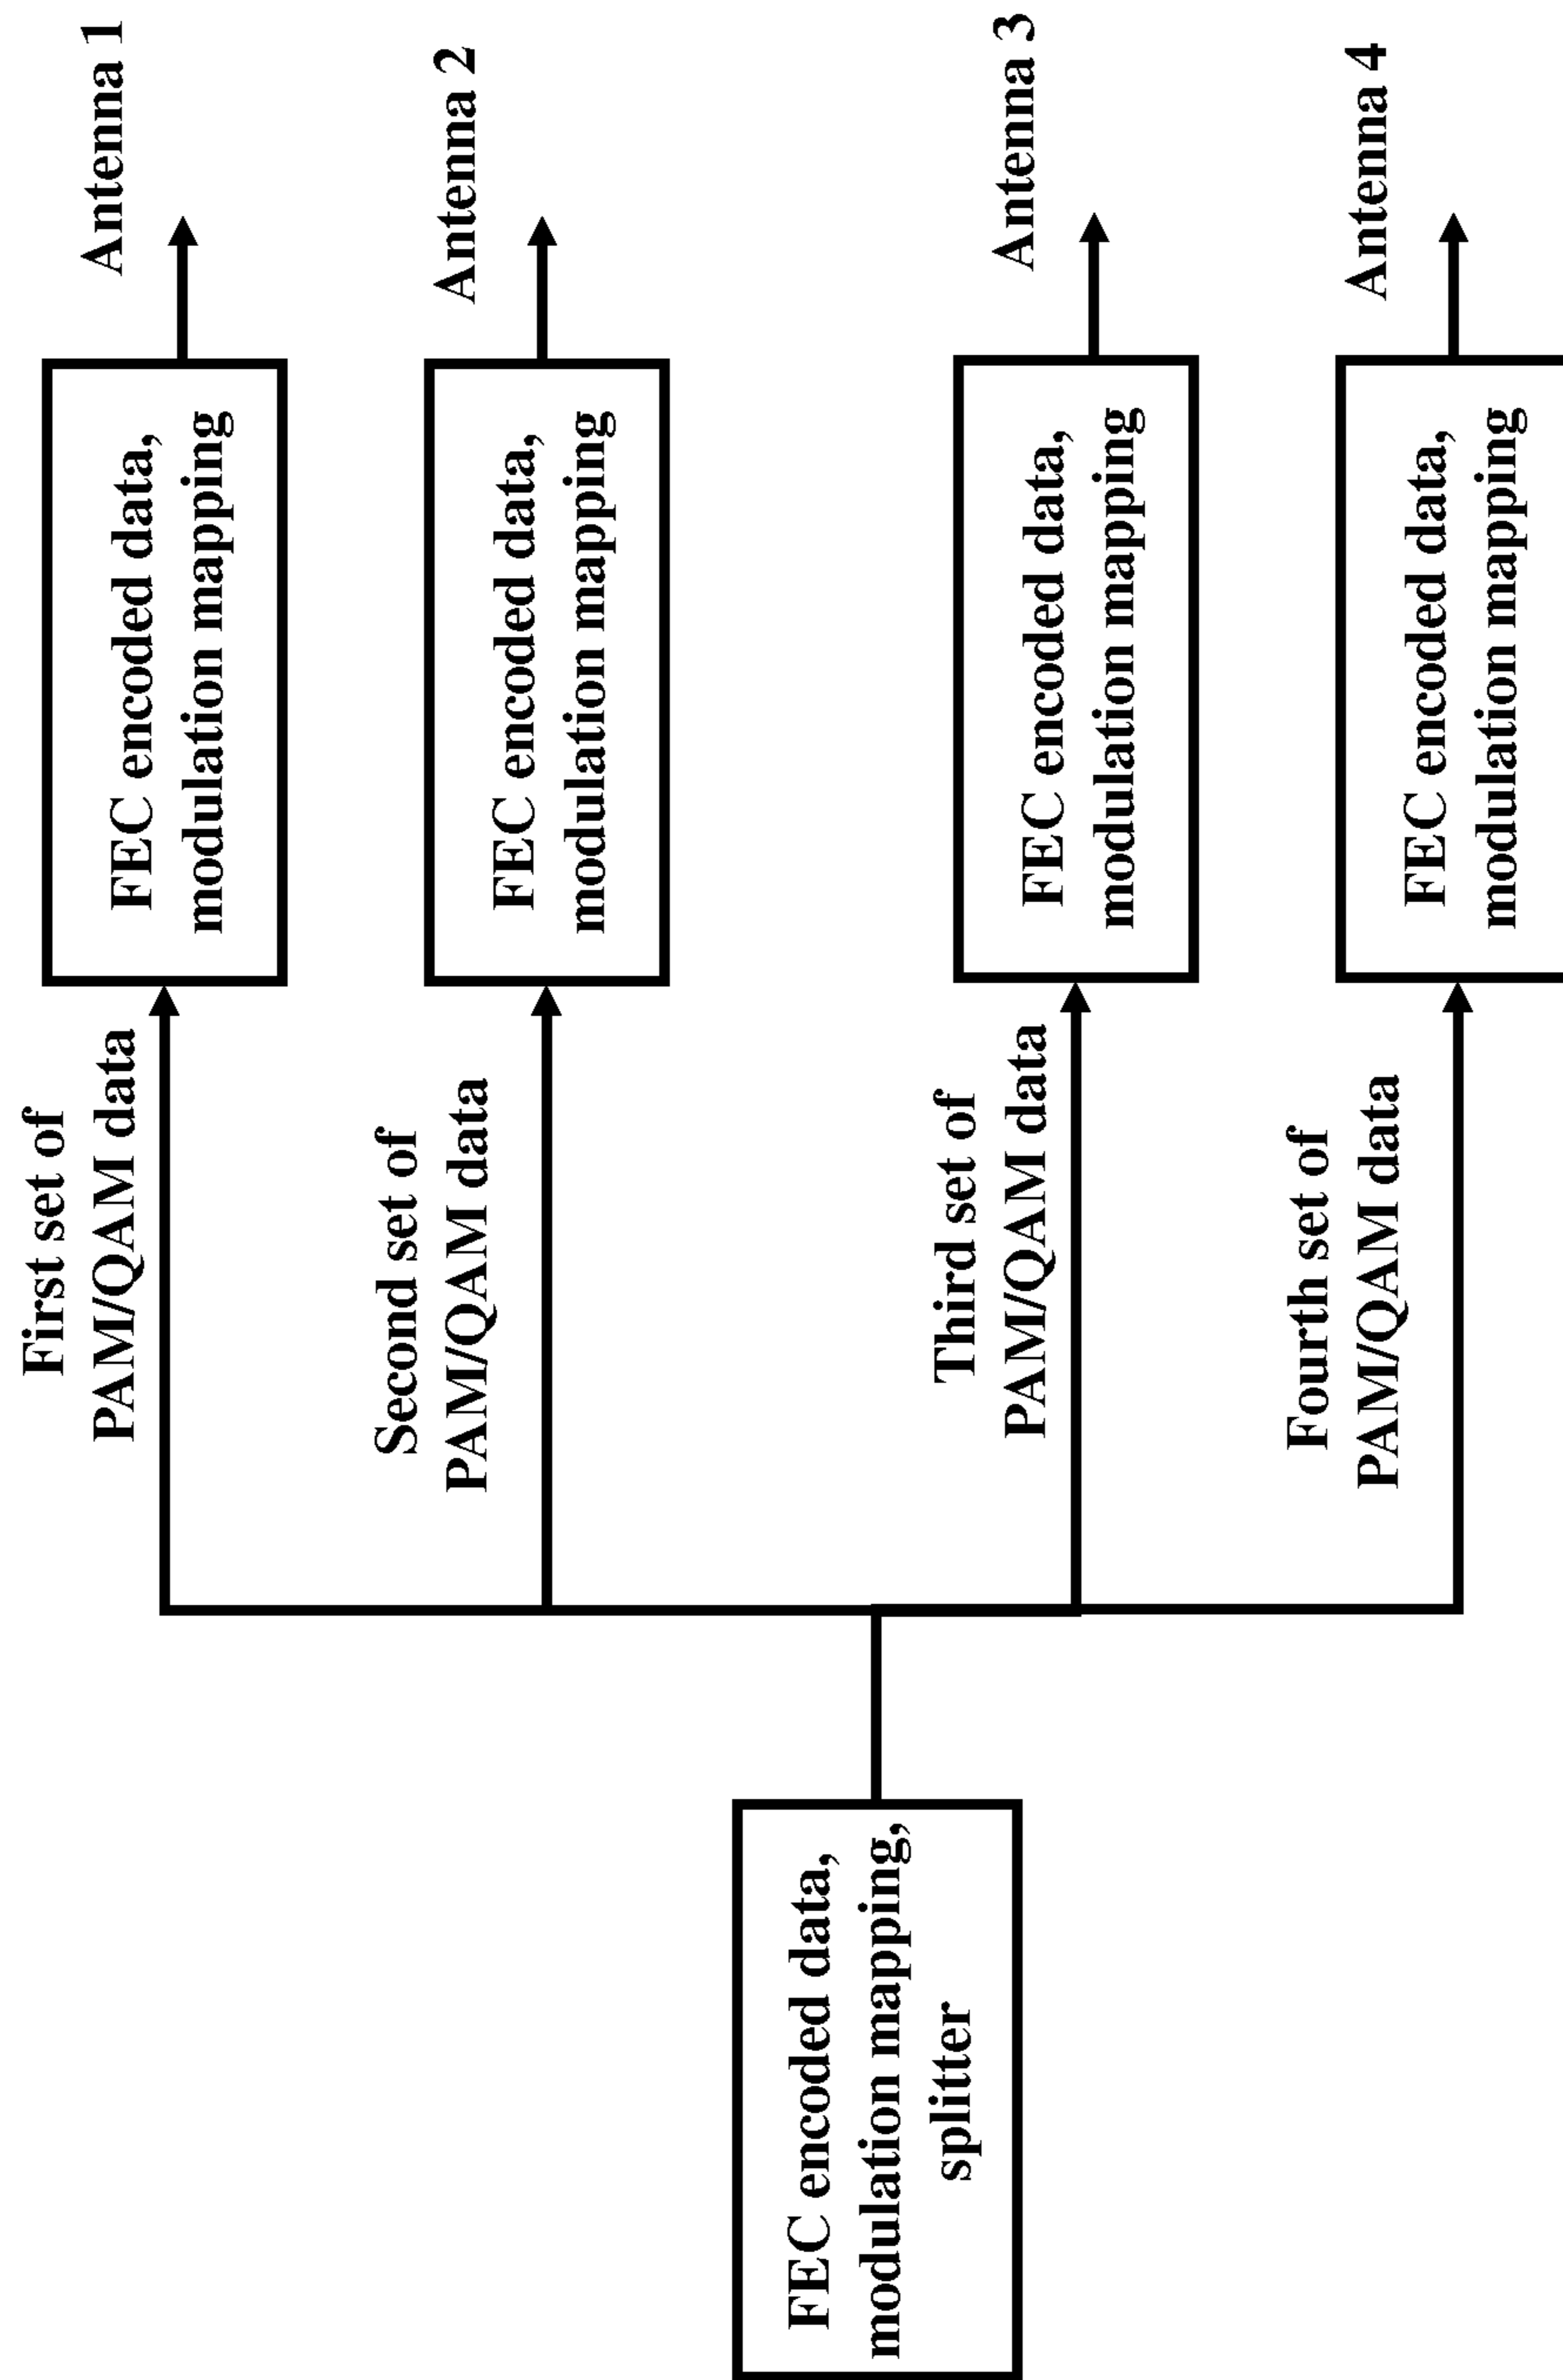 FEC encoded data,
modulation mapping,
splitter
First set of
PAM/QAM data
FEC encoded data,
modulation mapping
Antenna 1
Second set of
PAM/QAM data
FEC encoded data,
modulation mapping
Antenna 2
Third set of
PAM/QAM data
FEC encoded data,
modulation mapping
Antenna 3
Fourth set of
PAM/QAM data
FEC encoded data,
modulation mapping
Antenna 4